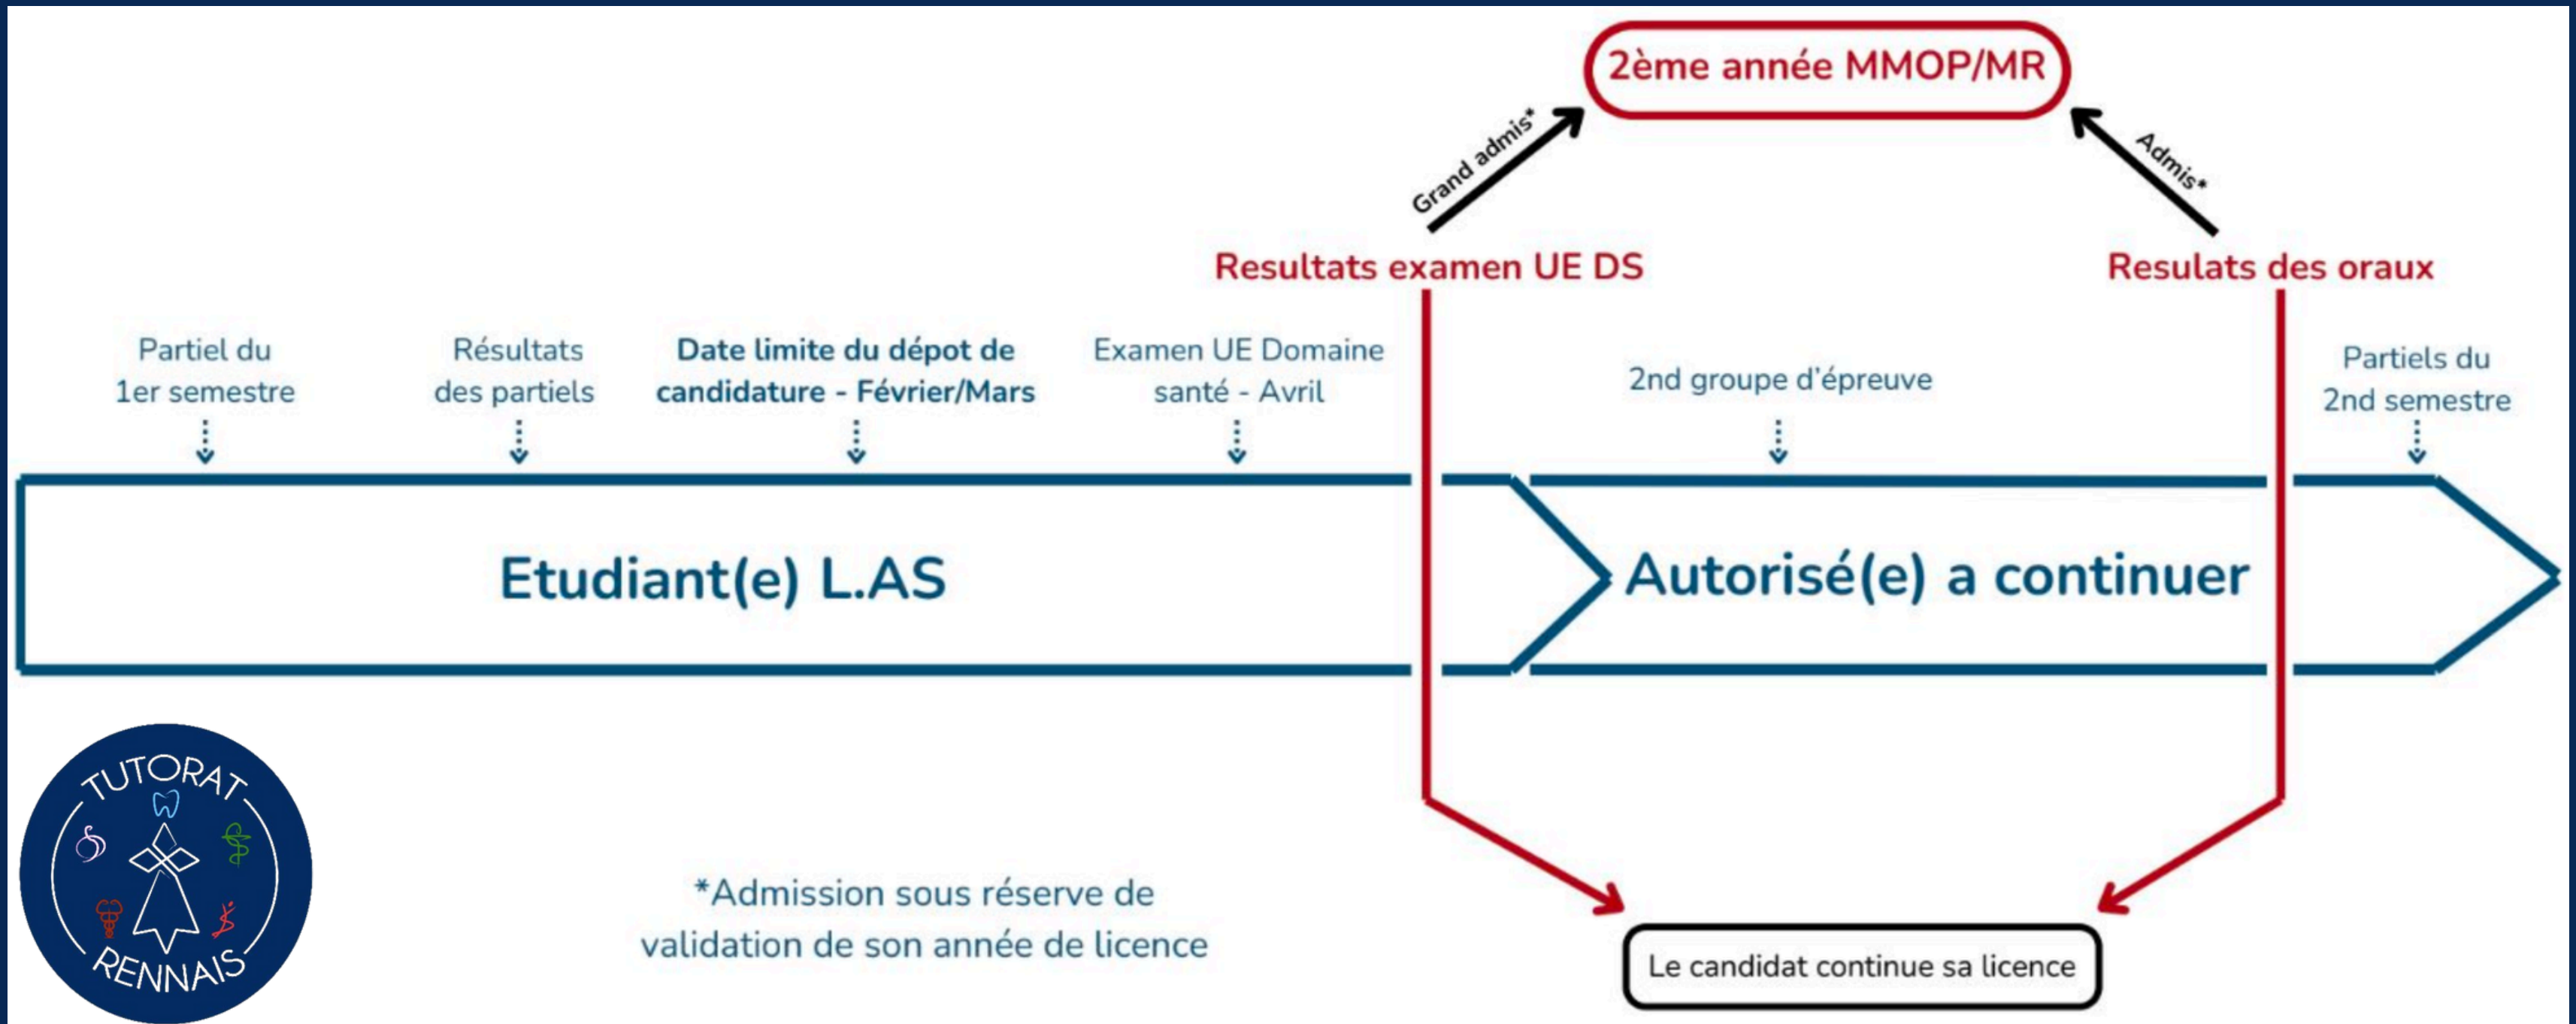 2ème année MMOP/MR
Grand admis*
Admis*
Resultats examen UE DS
Resulats des oraux
Partiel du
1er semestre
Résultats
des partiels
Date limite du dépot de
candidature - Février/Mars
Examen UE Domaine
santé - Avril
2nd groupe d'épreuve
Partiels du
2nd semestre
Etudiant(e) L.AS
Autorisé(e) a continuer
TUTORAT
RENNAIS
*Admission sous réserve de
validation de son année de licence
Le candidat continue sa licence